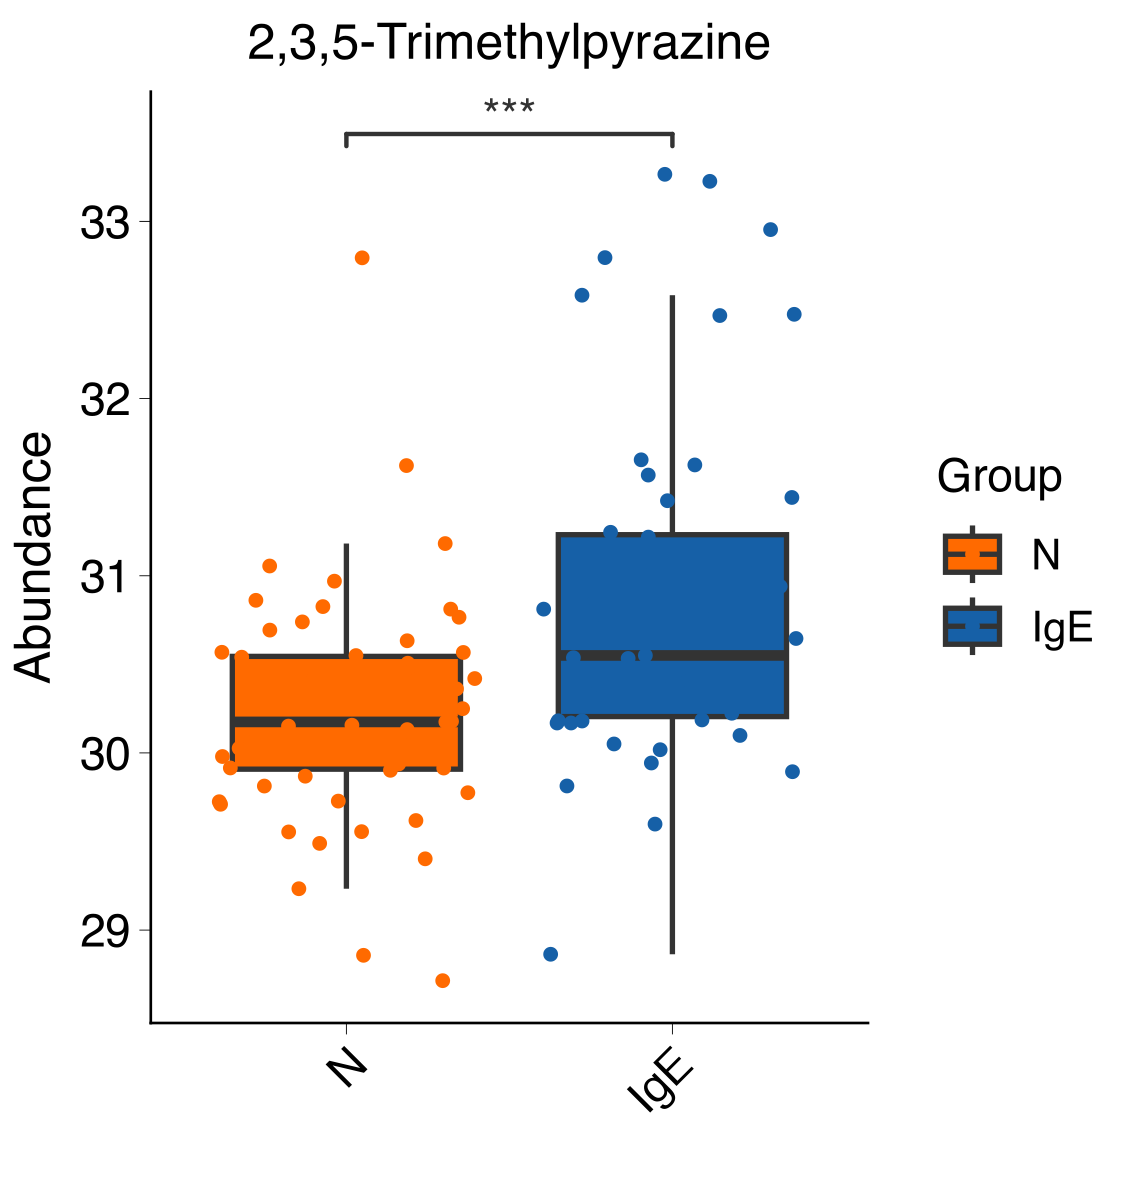 2,3,5-Trimethylpyrazine
***
33
32
31
30
29
Abundance
N
IgE
Group
N
IgE